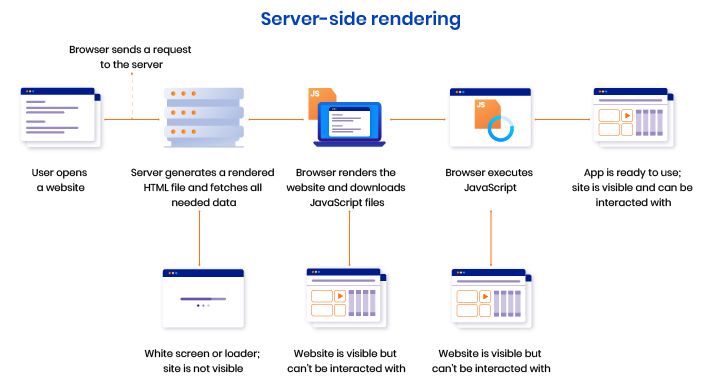 Server-side rendering
Browser sends a request
to the server
JS
JS
User opens
a website
Server generates a rendered
HTML file and fetches all
needed data
Browser renders the
website and downloads
JavaScript files
Browser executes
JavaScript
App is ready to use;
site is visible and can be
interacted with
White screen or loader;
site is not visible
Website is visible but
can't be interacted with
Website is visible but
can't be interacted with